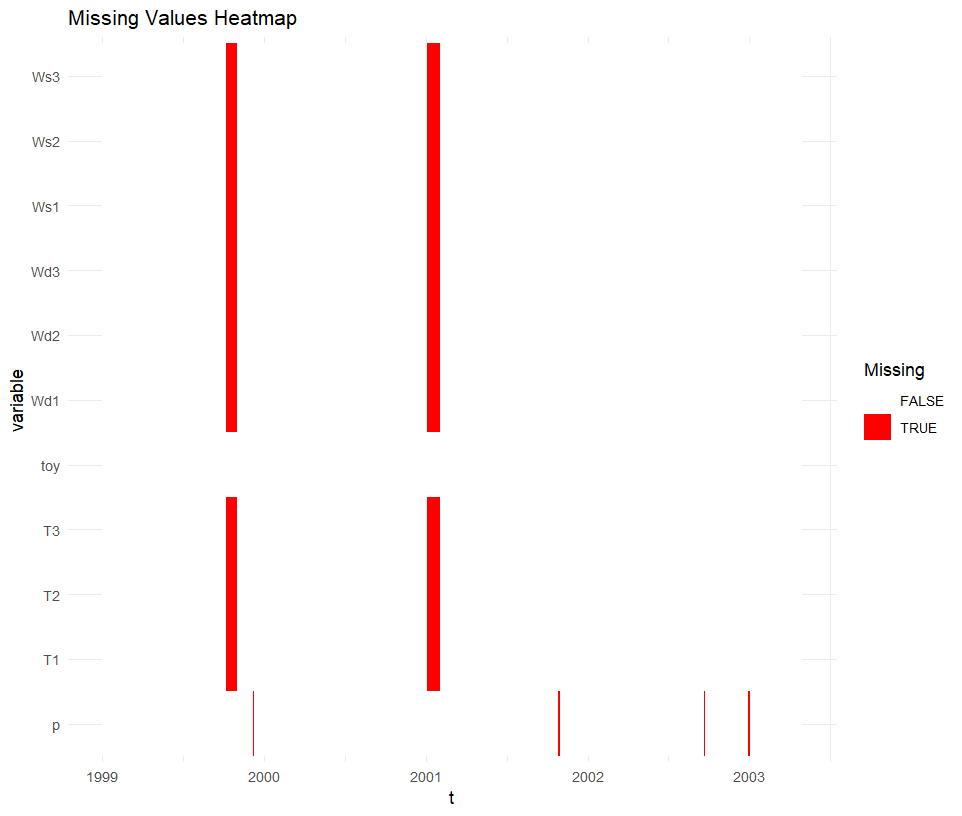 Missing Values Heatmap
Ws3
Ws2
Ws1
Wd3
Wd2
Wd1
toy
T3
T2
T1
p
variable
1999 2000 2001 2002 2003
t
Missing
FALSE
TRUE